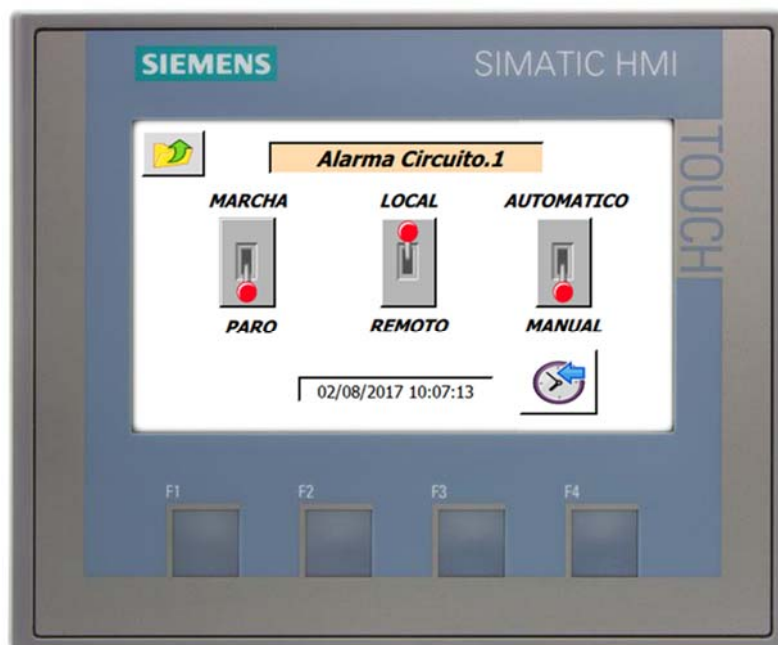 SIEMENS
SIMATIC HMI
TOUCH
Alarma Circuito.1
MARCHA
LOCAL
AUTOMATICO
PARO
REMOTO
MANUAL
02/08/2017 10:07:13
F1
F2
F3
F4